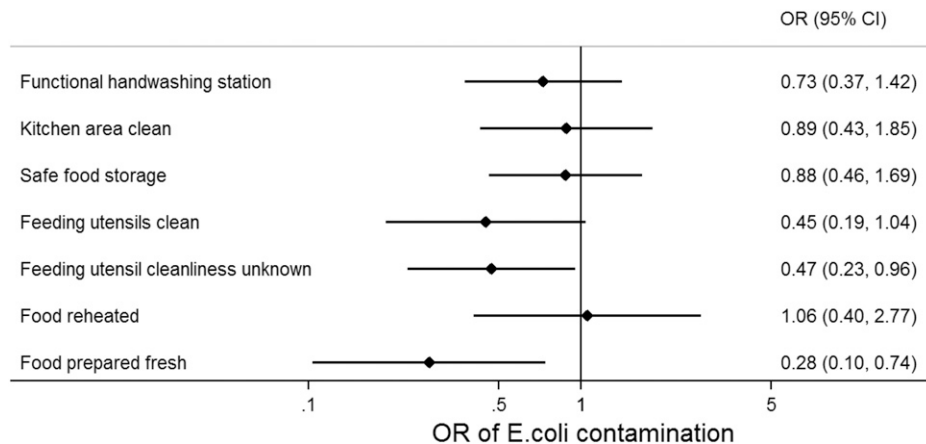 OR (95% CI)
Functional handwashing station 0.73 (0.37, 1.42)
Kitchen area clean 0.89 (0.43, 1.85)
Safe food storage 0.88 (0.46, 1.69)
Feeding utensils clean 0.45 (0.19, 1.04)
Feeding utensil cleanliness unknown 0.47 (0.23, 0.96)
Food reheated 1.06 (0.40, 2.77)
Food prepared fresh 0.28 (0.10, 0.74)
.1 .5 1 5
OR of E.coli contamination